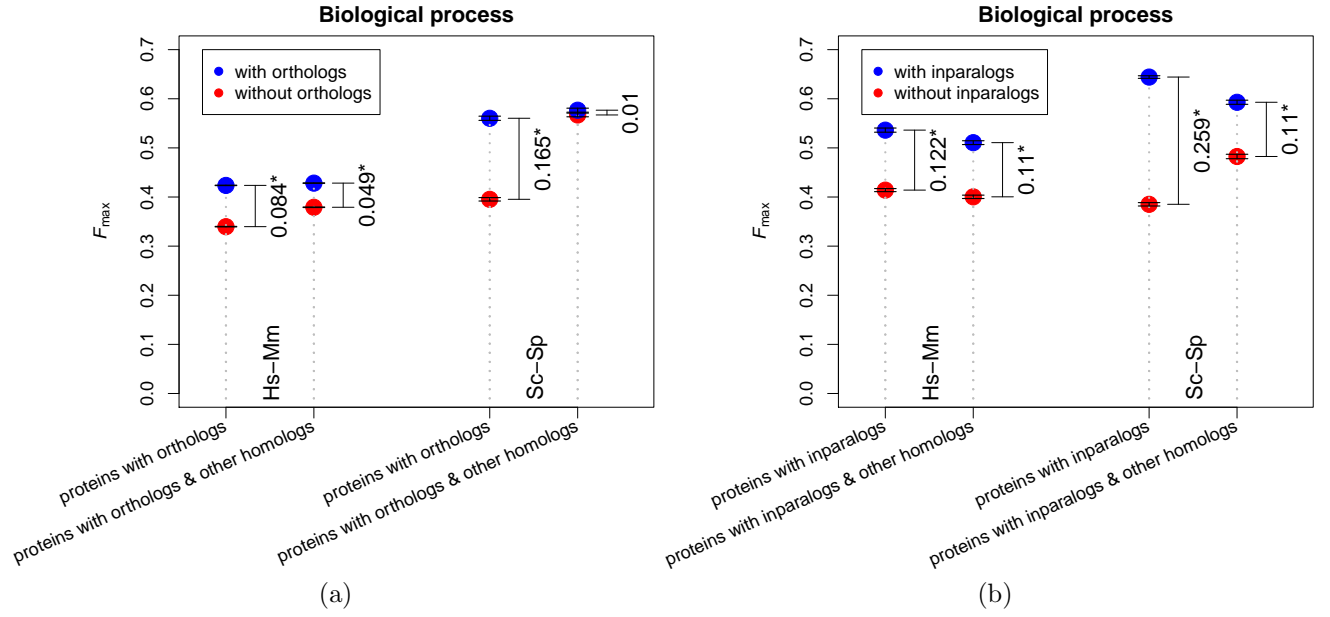 Biological process
with orthologs
without orthologs
F max
0.0
0.1
0.2
0.3
0.4
0.5
0.6
0.7
0.084*
0.049*
0.165*
0.01
Hs−Mm
Sc−Sp
proteins with orthologs
proteins with orthologs & other homologs
proteins with orthologs
proteins with orthologs & other homologs
(a)
Biological process
with inparalogs
without inparalogs
F max
0.0
0.1
0.2
0.3
0.4
0.5
0.6
0.7
0.122*
0.11*
0.259*
0.11*
Hs−Mm
Sc−Sp
proteins with inparalogs
proteins with inparalogs & other homologs
proteins with inparalogs
proteins with inparalogs & other homologs
(b)